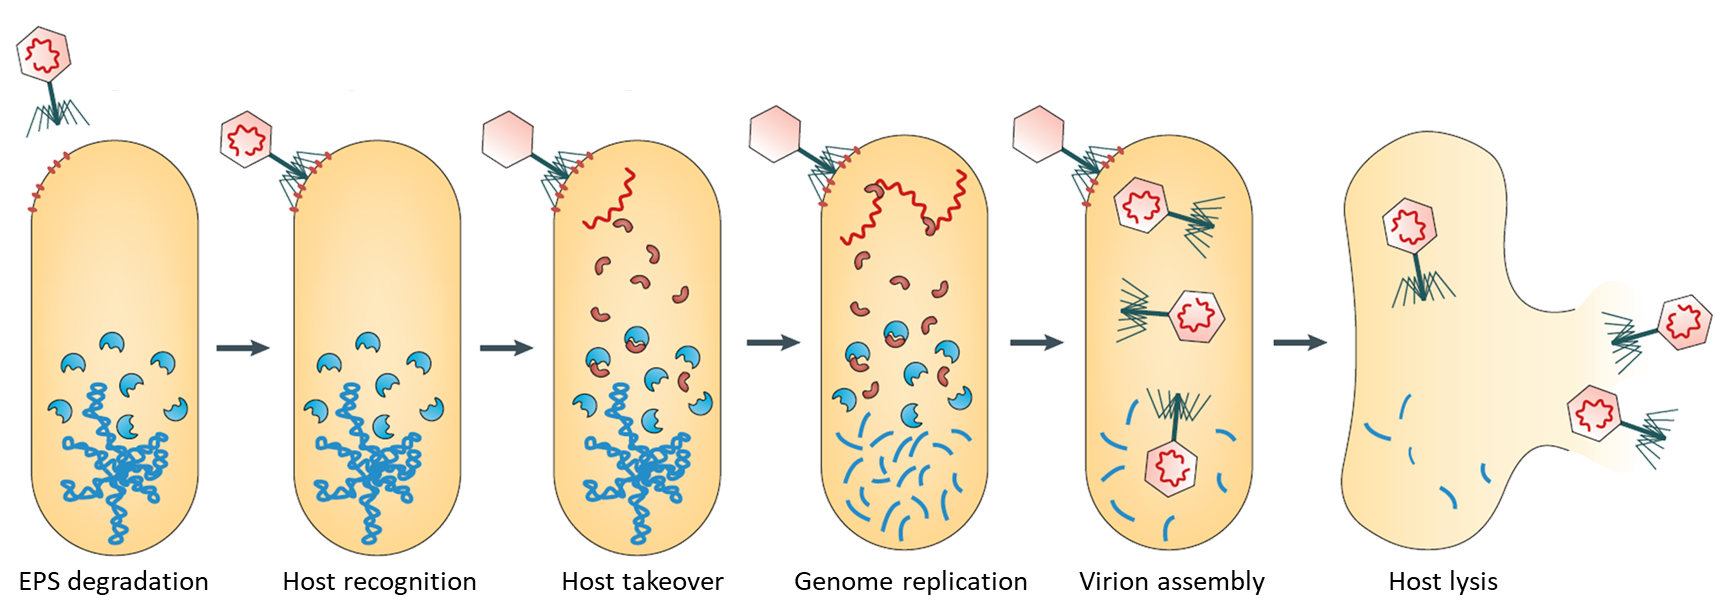 EPS degradation
Host recognition
Host takeover
Genome replication
Virion assembly
Host lysis